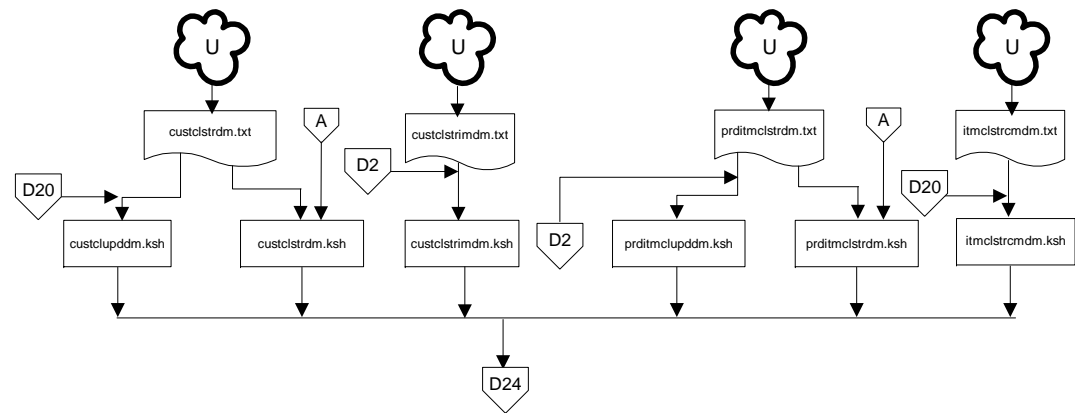 U
U
U
U
custclstrdm.txt
A
custclstrimdm.txt
prditmclstrdm.txt
A
itmclstrcmdm.txt
D20
D2
D20
D2
custclupddm.ksh
custclstrdm.ksh
custclstrimdm.ksh
prditmclupddm.ksh
prditmclstrdm.ksh
itmclstrcmdm.ksh
D24